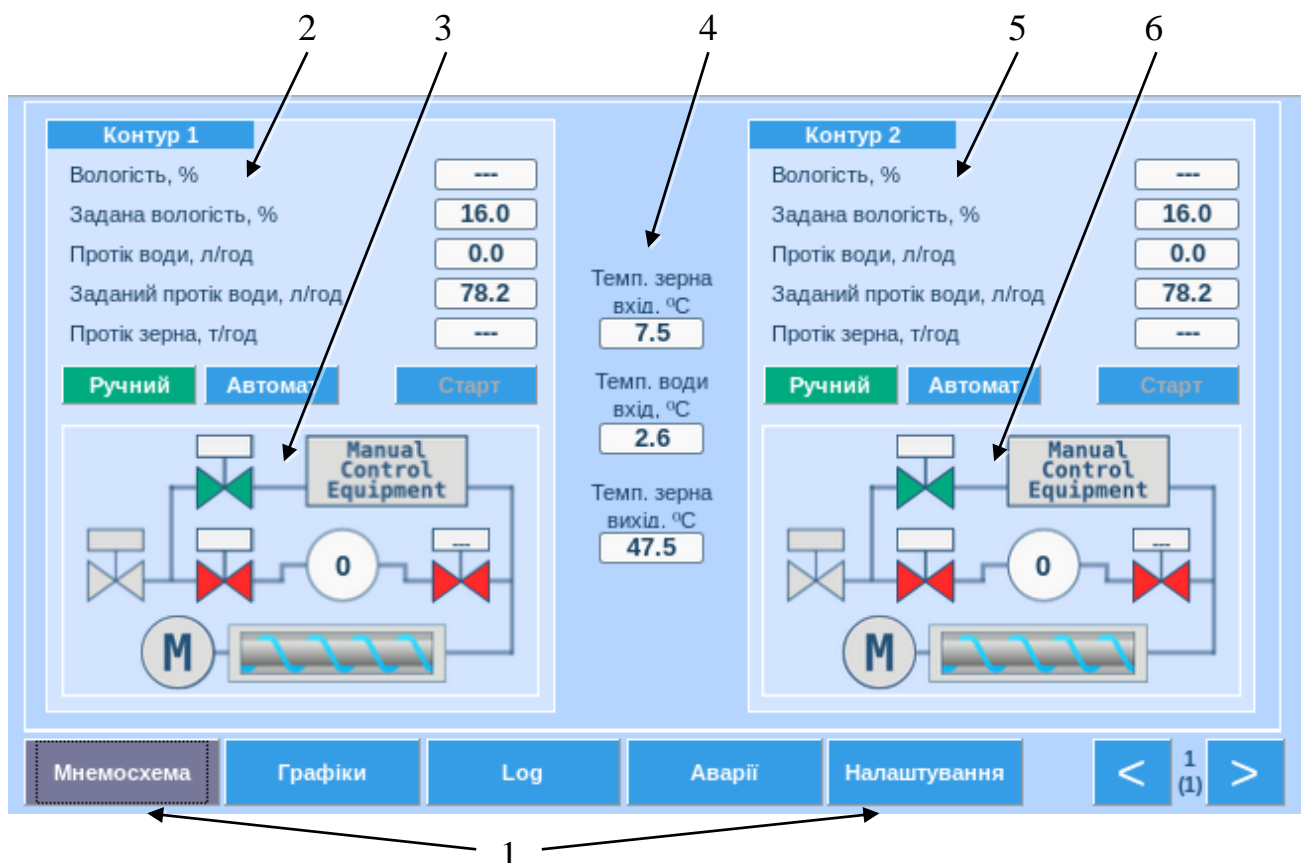 2 3 4 5 6
Контур 1
Вологість, % ---
Задана вологість, % 16.0
Протік води, л/год 0.0
Заданий протік води, л/год 78.2
Протік зерна, т/год ---
Ручний Автомат Старт
Manual
Control
Equipment
---
0
M
Темп. зерна
вхід. ºС
7.5
Темп. води
вхід, ºС
2.6
Темп. зерна
вихід. ºС
47.5
Контур 2
Вологість, % ---
Задана вологість, % 16.0
Протік води, л/год 0.0
Заданий протік води, л/год 78.2
Протік зерна, т/год ---
Ручний Автомат Старт
Manual
Control
Equipment
---
0
M
Мнемосхема Графіки Log Аварії Налаштування < 1 >
(1)
1